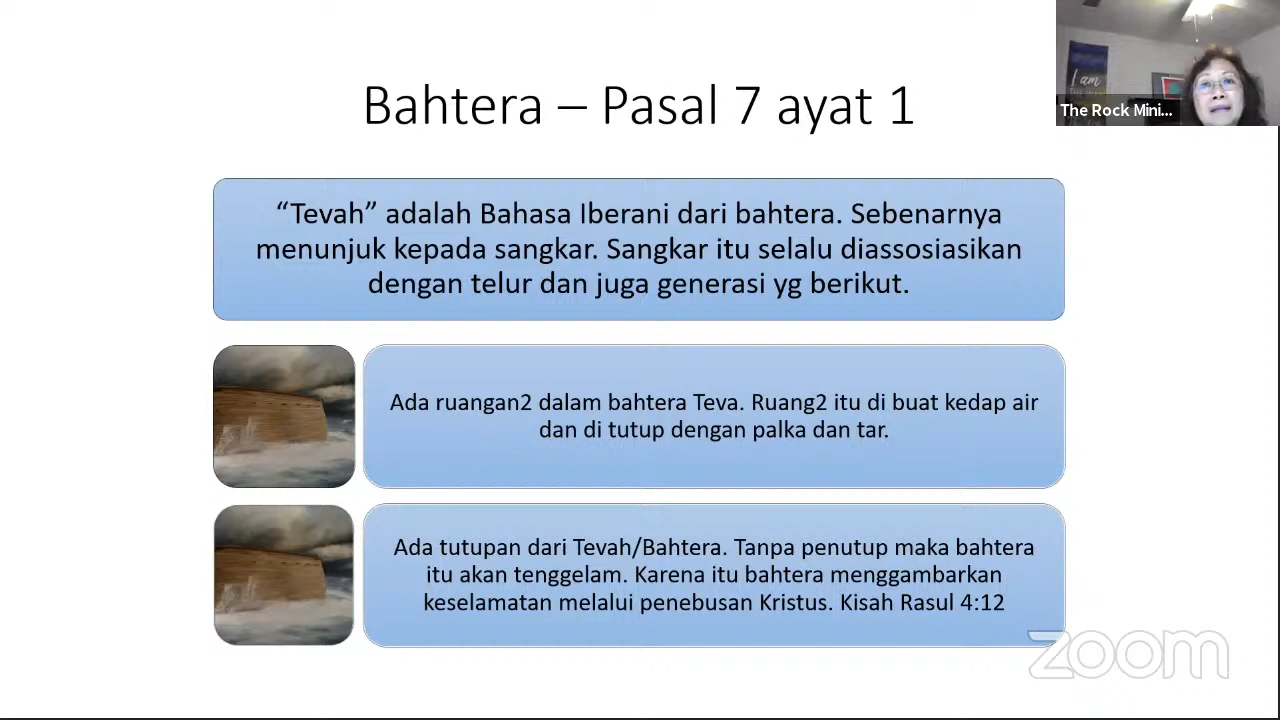 Bahtera – Pasal 7 ayat 1
I am
The Rock Mini...
“Tevah” adalah Bahasa Iberani dari bahtera. Sebenarnya
menunjuk kepada sangkar. Sangkar itu selalu diassosiasikan
dengan telur dan juga generasi yg berikut.
Ada ruangan2 dalam bahtera Teva. Ruang2 itu di buat kedap air
dan di tutup dengan palka dan tar.
Ada tutupan dari Tevah/Bahtera. Tanpa penutup maka bahtera
itu akan tenggelam. Karena itu bahtera menggambarkan
keselamatan melalui penebusan Kristus. Kisah Rasul 4:12
zoom